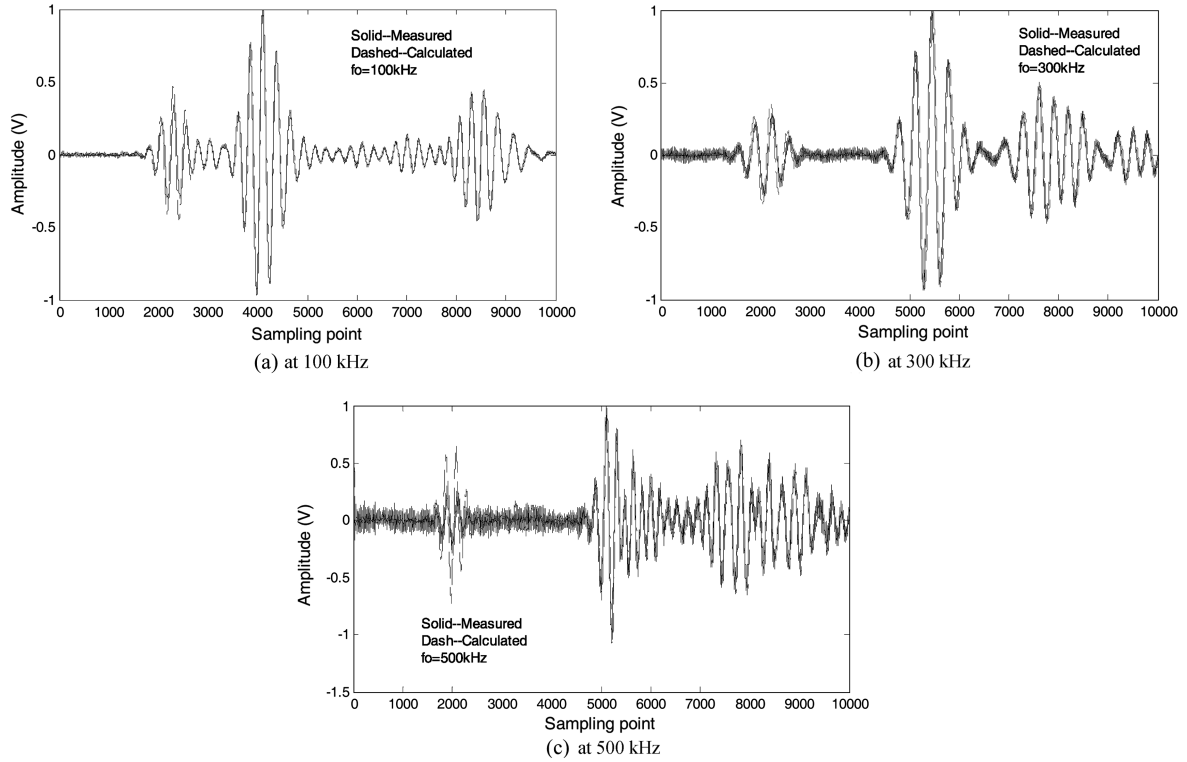 1
0.5
0
-0.5
-1
Amplitude (V)
Solid--Measured
Dashed--Calculated
fo=100kHz
0 1000 2000 3000 4000 5000 6000 7000 8000 9000 10000
Sampling point
(a) at 100 kHz
1
0.5
0
-0.5
-1
Amplitude (V)
Solid--Measured
Dashed--Calculated
fo=300kHz
0 1000 2000 3000 4000 5000 6000 7000 8000 9000 10000
Sampling point
(b) at 300 kHz
1
0.5
0
-0.5
-1
-1.5
Amplitude (V)
Solid--Measured
Dash--Calculated
fo=500kHz
0 1000 2000 3000 4000 5000 6000 7000 8000 9000 10000
Sampling point
(c) at 500 kHz